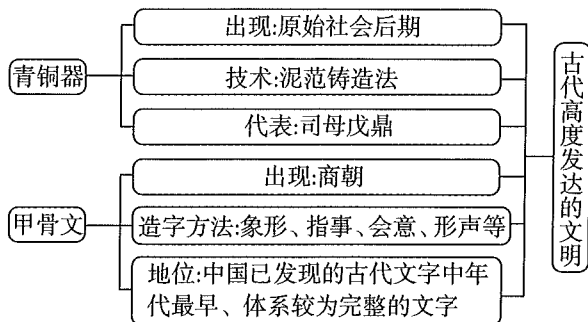 出现:原始社会后期
青铜器
技术:泥范铸造法
代表:司母戊鼎
出现:商朝
甲骨文
造字方法:象形、指事、会意、形声等
地位:中国已发现的古代文字中年
代最早、体系较为完整的文字
古代高度发达的文明